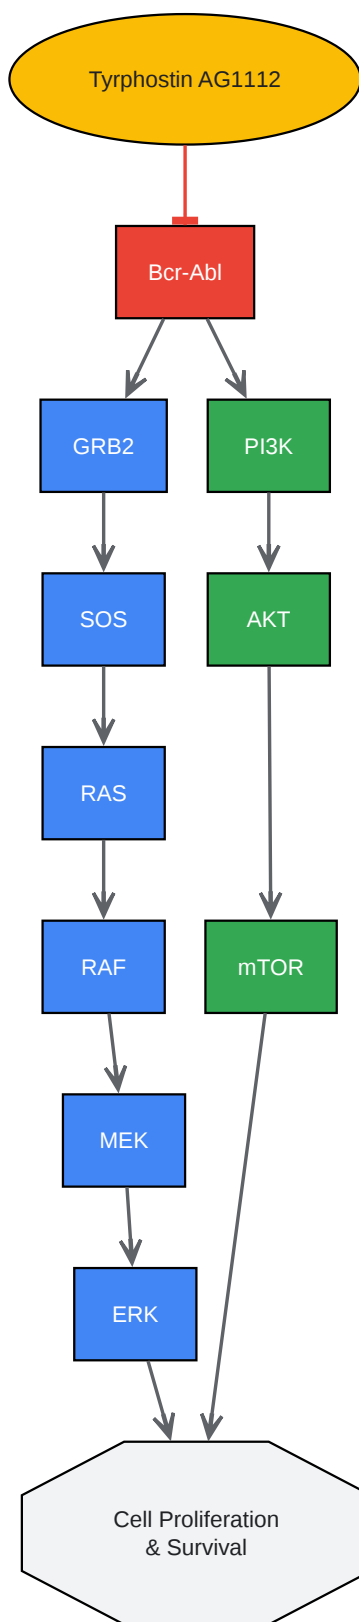 Tyrphostin AG1112
Bcr-Abl
GRB2
PI3K
SOS
AKT
RAS
RAF
mTOR
MEK
ERK
Cell Proliferation
& Survival